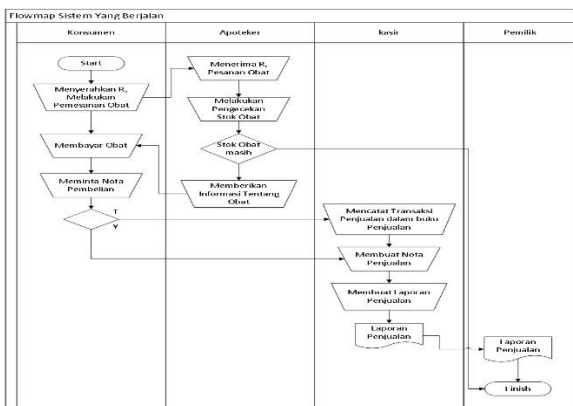 Flowmap Sistem Yang Berjalan
Konsumen
Apoteker
kasir
Pemilik
Start
Menyerahkan R,
Melakukan
Pemesanan Obat
Menerima R,
Pesanan Obat
Melakukan
Pengecekan
Stok Obat
Membayar Obat
Stok Obat
masih
Meminta Nota
Pembelian
Memberikan
Informasi Tentang
Obat
T
Y
Mencatat Transaksi
Penjualan dalam buku
Penjualan
Membuat Nota
Penjualan
Membuat Laporan
Penjualan
Laporan
Penjualan
Laporan
Penjualan
Finish